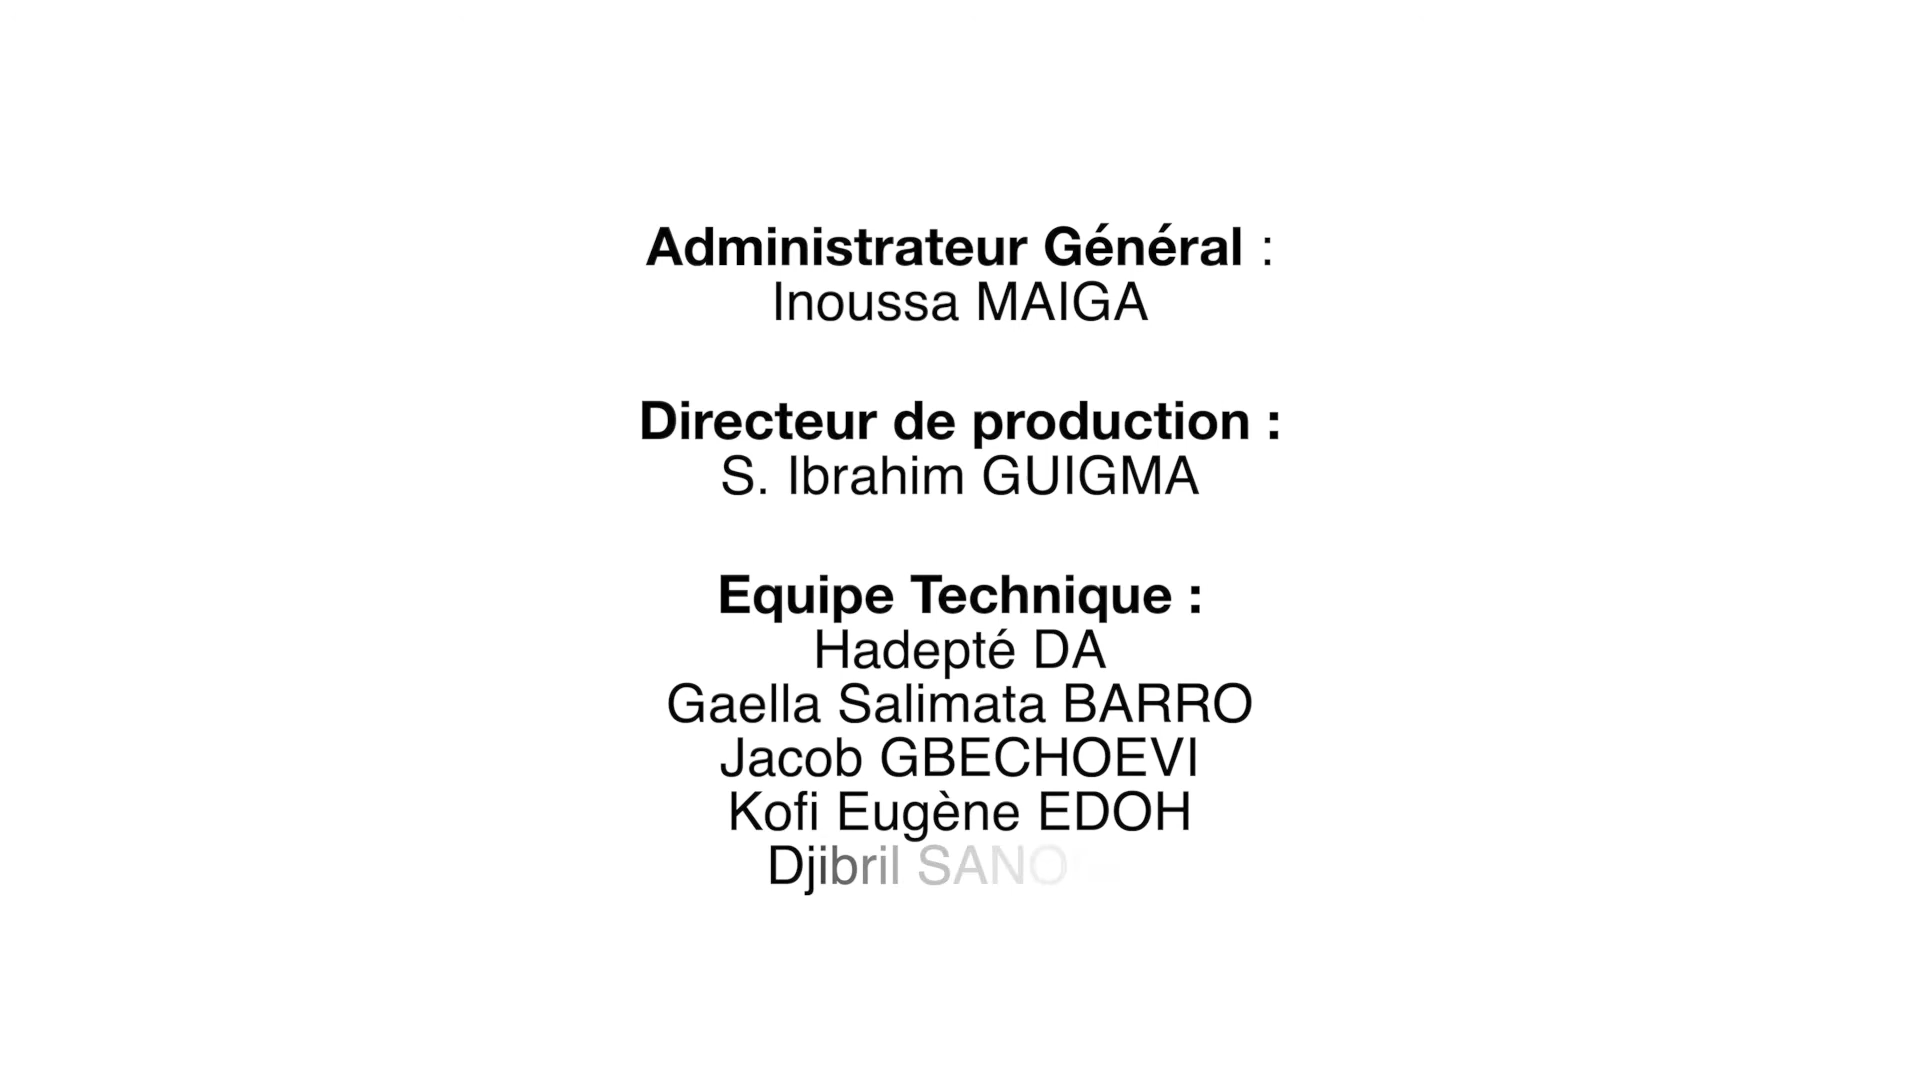 Administrateur Général :
Inoussa MAIGA
Directeur de production :
S. Ibrahim GUIGMA
Equipe Technique :
Hadepté DA
Gaella Salimata BARRO
Jacob GBECHOEVI
Kofi Eugène EDOH
Djibril